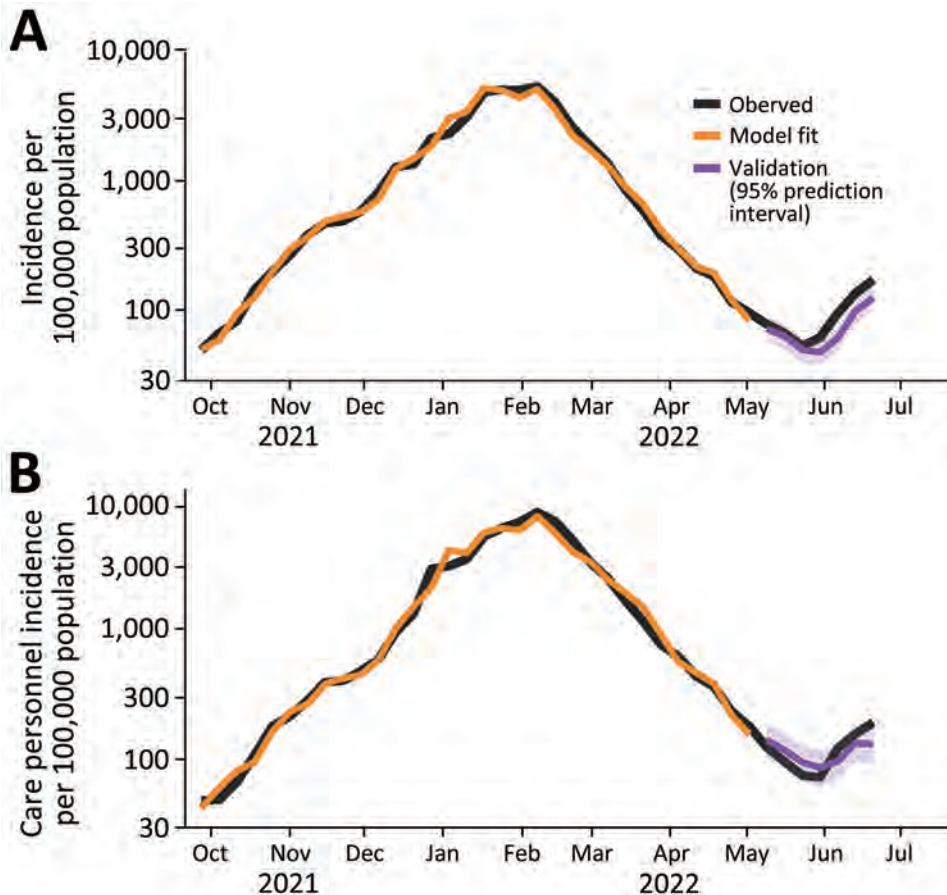 A
Incidence per
100,000 population
10,000
3,000
1,000
300
100
30
Oberved
Model fit
Validation
(95% prediction
interval)
Oct Nov Dec Jan Feb Mar Apr May Jun Jul
2021 2022
B
Care personnel incidence
per 100,000 population
10,000
3,000
1,000
300
100
30
Oct Nov Dec Jan Feb Mar Apr May Jun Jul
2021 2022